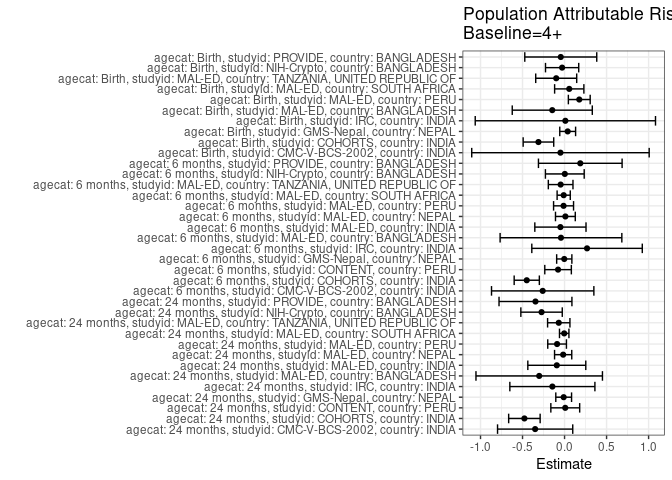 Population Attributable Ris
Baseline=4+
agecat: Birth, studyid: PROVIDE, country: BANGLADESH
agecat: Birth, studyid: NIH-Crypto, country: BANGLADESH
agecat: Birth, studyid: MAL-ED, country: TANZANIA, UNITED REPUBLIC OF
agecat: Birth, studyid: MAL-ED, country: SOUTH AFRICA
agecat: Birth, studyid: MAL-ED, country: PERU
agecat: Birth, studyid: MAL-ED, country: BANGLADESH
agecat: Birth, studyid: IRC, country: INDIA
agecat: Birth, studyid: GMS-Nepal, country: NEPAL
agecat: Birth, studyid: COHORTS, country: INDIA
agecat: Birth, studyid: CMC-V-BCS-2002, country: INDIA
agecat: 6 months, studyid: PROVIDE, country: BANGLADESH
agecat: 6 months, studyid: NIH-Crypto, country: BANGLADESH
agecat: 6 months, studyid: MAL-ED, country: TANZANIA, UNITED REPUBLIC OF
agecat: 6 months, studyid: MAL-ED, country: SOUTH AFRICA
agecat: 6 months, studyid: MAL-ED, country: PERU
agecat: 6 months, studyid: MAL-ED, country: NEPAL
agecat: 6 months, studyid: MAL-ED, country: INDIA
agecat: 6 months, studyid: MAL-ED, country: BANGLADESH
agecat: 6 months, studyid: IRC, country: INDIA
agecat: 6 months, studyid: GMS-Nepal, country: NEPAL
agecat: 6 months, studyid: CONTENT, country: PERU
agecat: 6 months, studyid: COHORTS, country: INDIA
agecat: 6 months, studyid: CMC-V-BCS-2002, country: INDIA
agecat: 24 months, studyid: PROVIDE, country: BANGLADESH
agecat: 24 months, studyid: NIH-Crypto, country: BANGLADESH
agecat: 24 months, studyid: MAL-ED, country: TANZANIA, UNITED REPUBLIC OF
agecat: 24 months, studyid: MAL-ED, country: SOUTH AFRICA
agecat: 24 months, studyid: MAL-ED, country: PERU
agecat: 24 months, studyid: MAL-ED, country: NEPAL
agecat: 24 months, studyid: MAL-ED, country: INDIA
agecat: 24 months, studyid: MAL-ED, country: BANGLADESH
agecat: 24 months, studyid: IRC, country: INDIA
agecat: 24 months, studyid: GMS-Nepal, country: NEPAL
agecat: 24 months, studyid: CONTENT, country: PERU
agecat: 24 months, studyid: COHORTS, country: INDIA
agecat: 24 months, studyid: CMC-V-BCS-2002, country: INDIA
-1.0 -0.5 0.0 0.5 1.0
Estimate